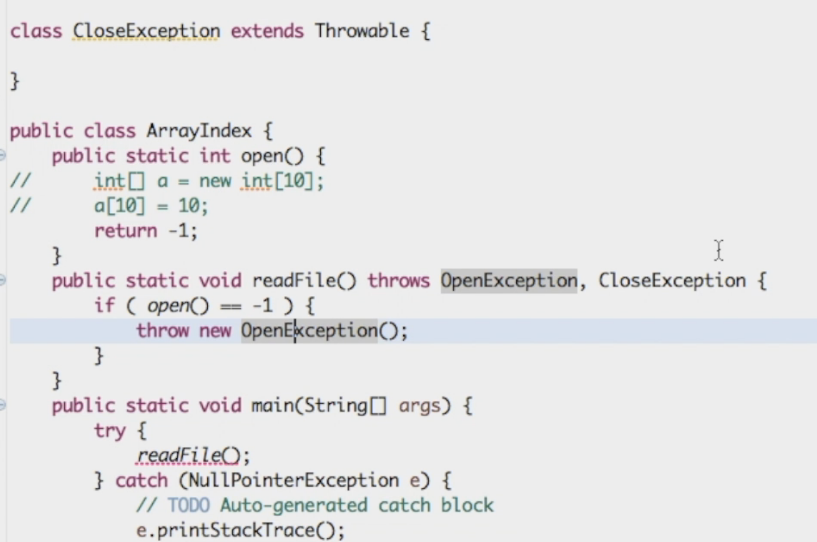 class CloseException extends Throwable {
}
public class ArrayIndex {
public static int open() {
// int[] a = new int[10];
// a[10] = 10;
return -1;
}
public static void readFile() throws OpenException, CloseException {
if ( open() == -1 ) {
throw new OpenException();
}
}
public static void main(String[] args) {
try {
readFile();
} catch (NullPointerException e) {
// TODO Auto-generated catch block
e.printStackTrace();